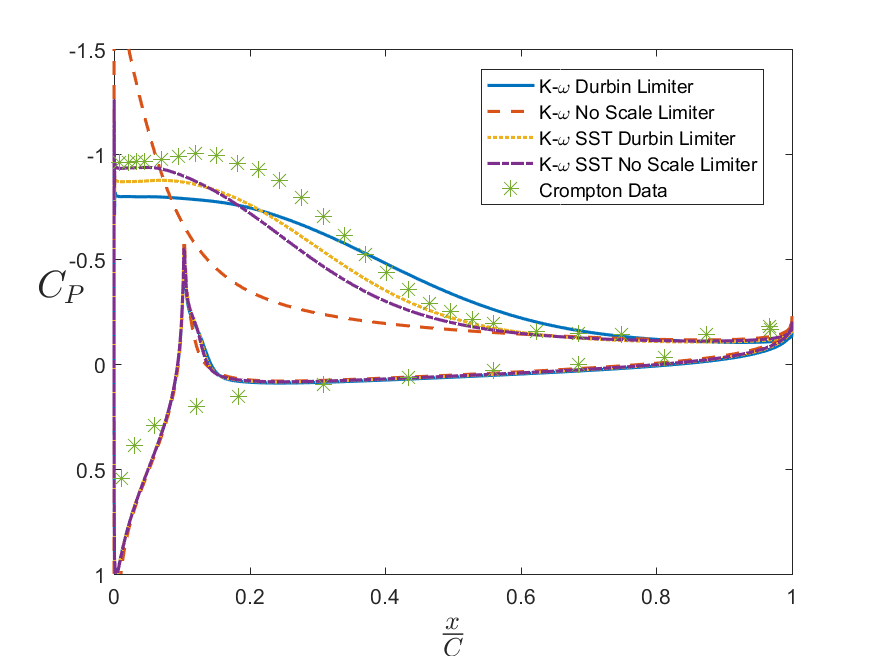 -1.5
-1
-0.5
0
0.5
1
C_P
0
0.2
0.4
0.6
0.8
1
x
C
K-ω Durbin Limiter
K-ω No Scale Limiter
K-ω SST Durbin Limiter
K-ω SST No Scale Limiter
Crompton Data